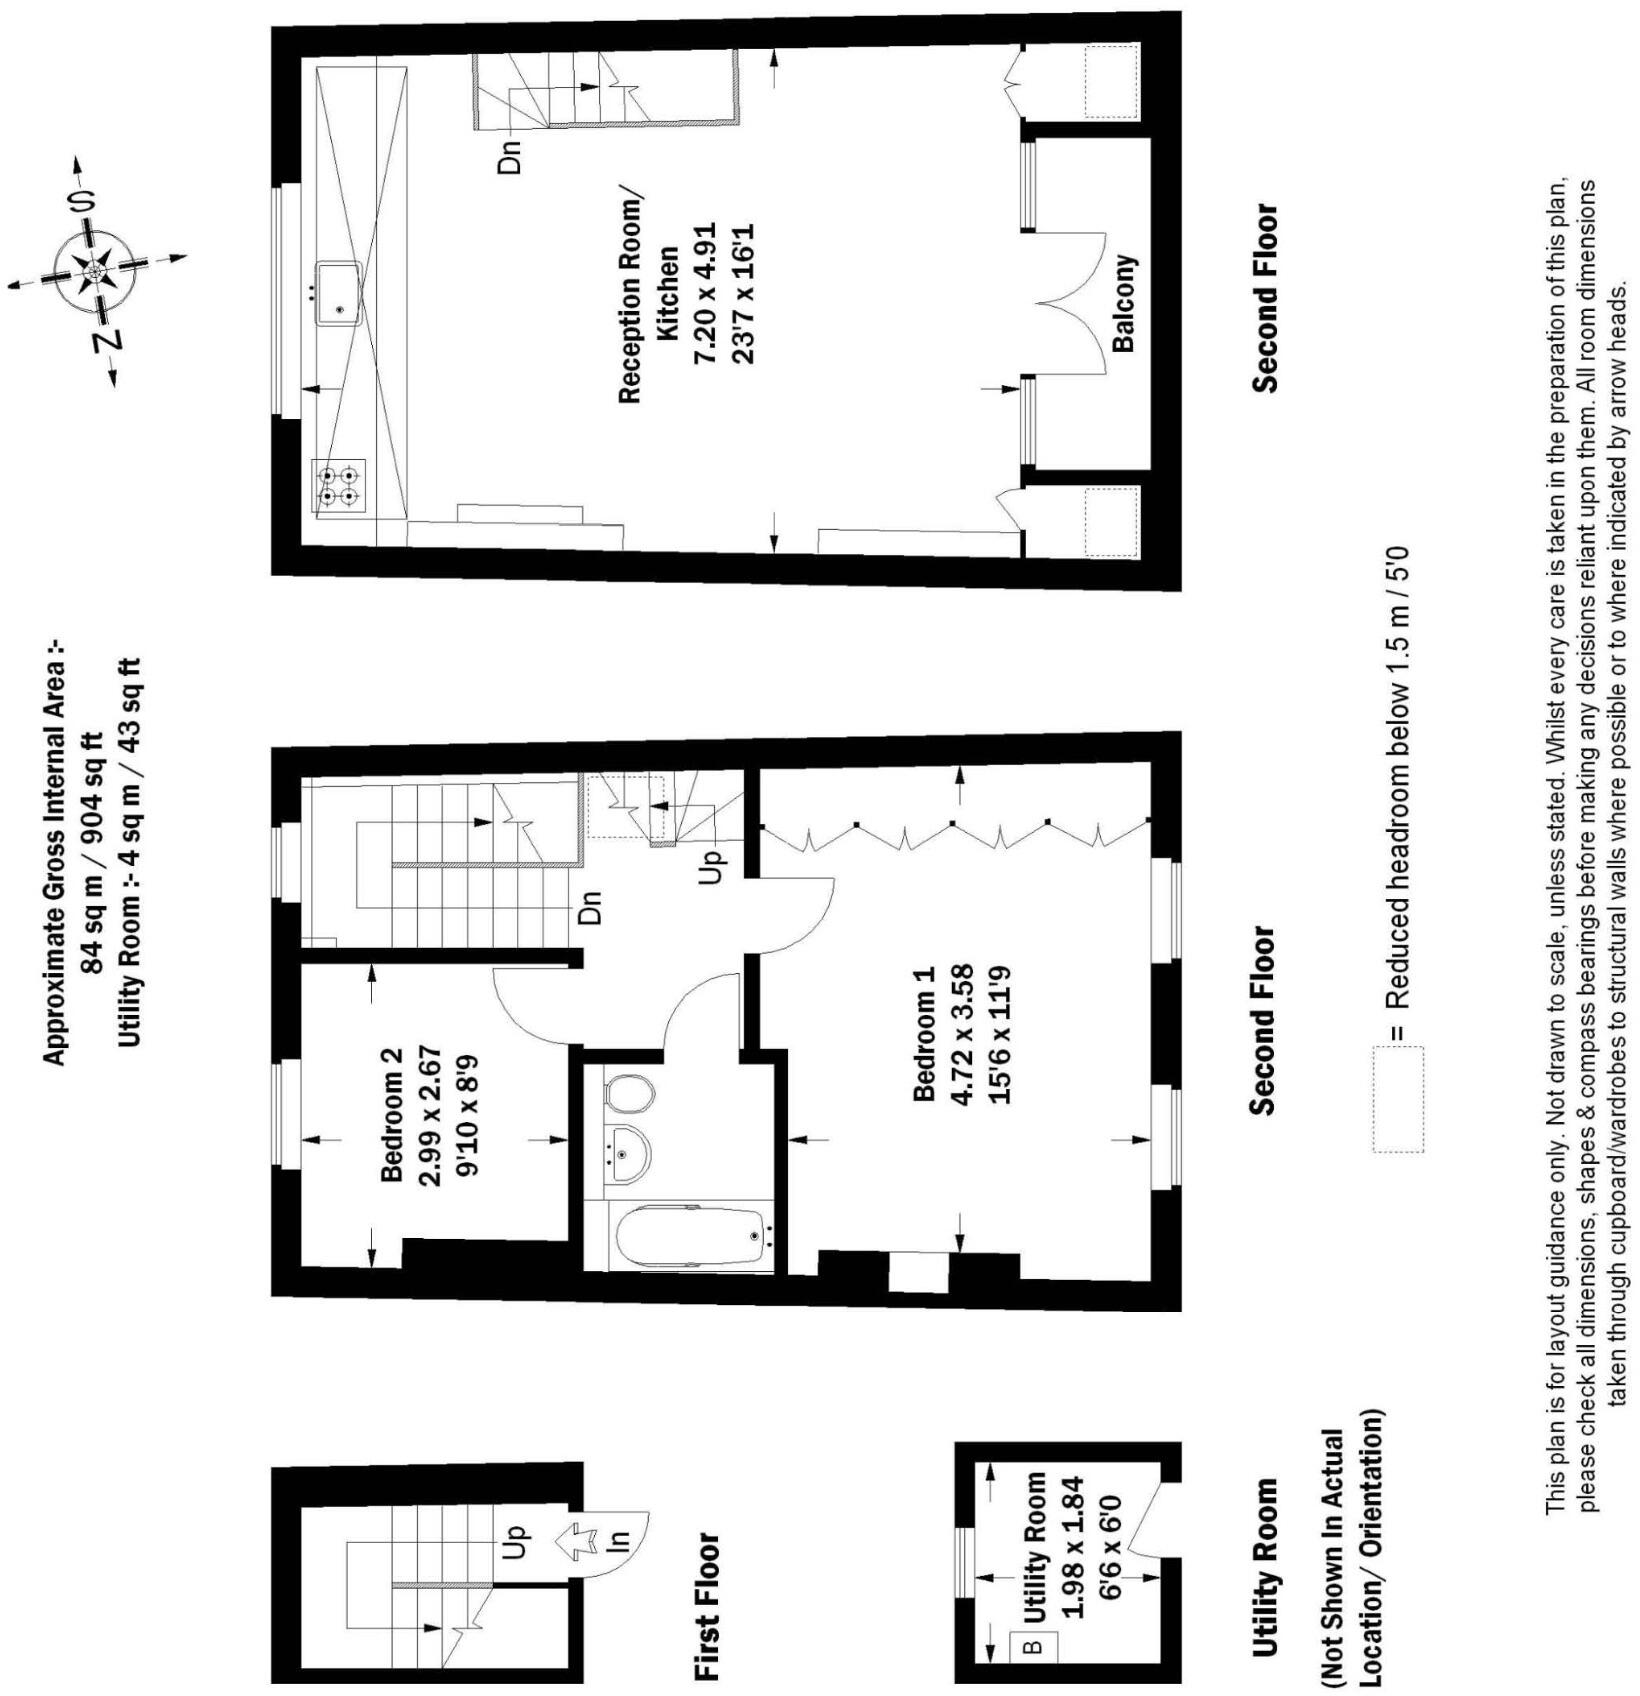 Approximate Gross Internal Area :-
84 sq m / 904 sq ft
Utility Room :- 4 sq m / 43 sq ft
N
S
Up
In
First Floor
B
Utility Room
1.98 x 1.84
6'6 x 6'0
Utility Room
(Not Shown In Actual
Location/ Orientation)
Bedroom 2
2.99 x 2.67
9'10 x 8'9
Dn
Up
Bedroom 1
4.72 x 3.58
15'6 x 11'9
Second Floor
Dn
Reception Room/
Kitchen
7.20 x 4.91
23'7 x 16'1
Balcony
Second Floor
= Reduced headroom below 1.5 m / 5'0
This plan is for layout guidance only. Not drawn to scale, unless stated. Whilst every care is taken in the preparation of this plan,
please check all dimensions, shapes & compass bearings before making any decisions reliant upon them. All room dimensions
taken through cupboard/wardrobes to structural walls where possible or to where indicated by arrow heads.